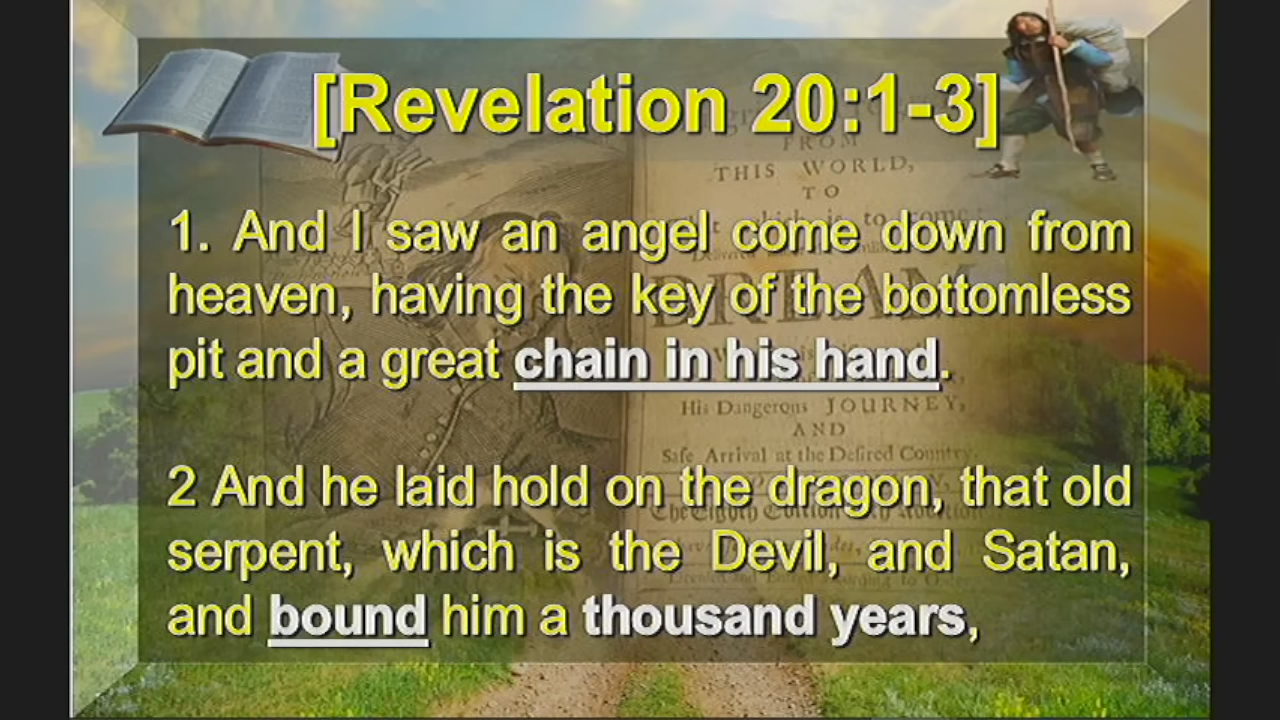 [Revelation 20:1-3]
FROM
THIS WORLD,
TO
1. And I saw an angel come down from
heaven, having the key of the bottomless
DREAM
pit and a great chain in his hand.
His Dangerous JOURNEY,
AND
Safe Arrival at the Desired Country.
2 And he laid hold on the dragon, that old
serpent, which is the Devil, and Satan,
and bound him a thousand years,